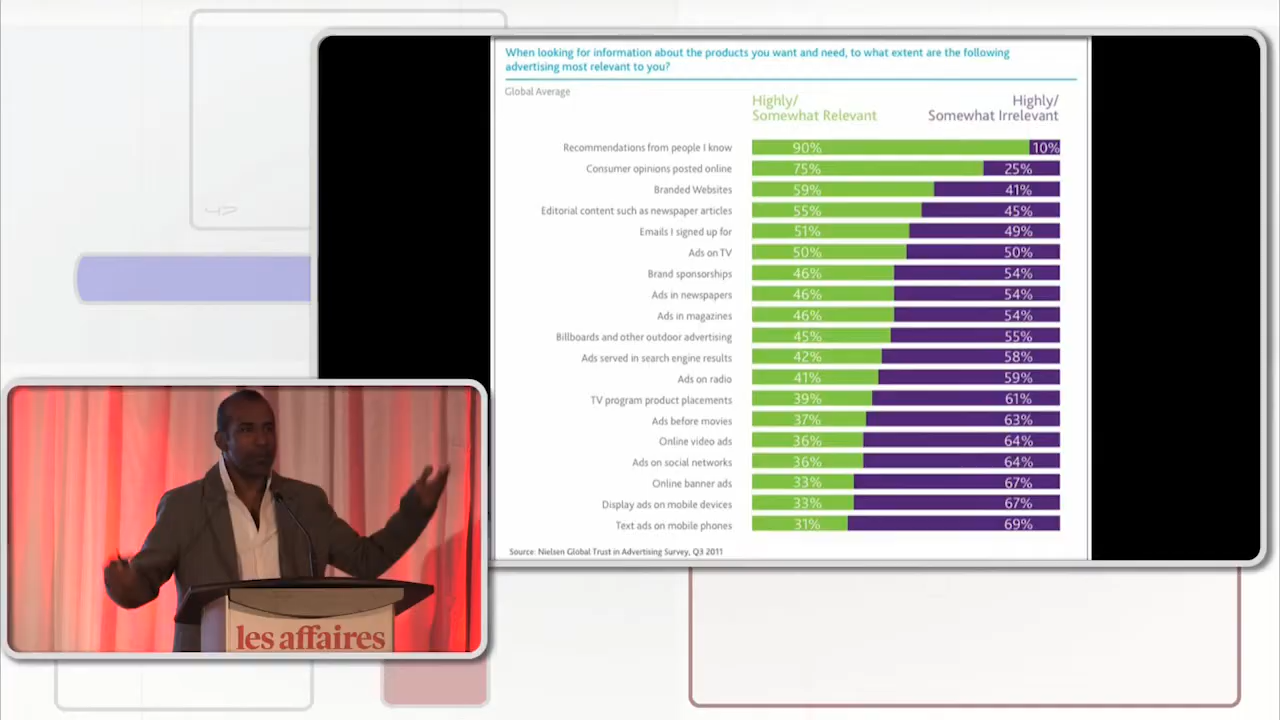 When looking for information about the products you want and need, to what extent are the following
advertising most relevant to you?
Global Average
Highly/
Somewhat Relevant
Highly/
Somewhat Irrelevant
Recommendations from people I know 90% 10%
Consumer opinions posted online 75% 25%
Branded Websites 59% 41%
Editorial content such as newspaper articles 55% 45%
Emails I signed up for 51% 49%
Ads on TV 50% 50%
Brand sponsorships 46% 54%
Ads in newspapers 46% 54%
Ads in magazines 46% 54%
Billboards and other outdoor advertising 45% 55%
Ads served in search engine results 42% 58%
Ads on radio 41% 59%
TV program product placements 39% 61%
Ads before movies 37% 63%
Online video ads 36% 64%
Ads on social networks 36% 64%
Online banner ads 33% 67%
Display ads on mobile devices 33% 67%
Text ads on mobile phones 31% 69%
Source: Nielsen Global Trust in Advertising Survey, Q3 2011
les affaires